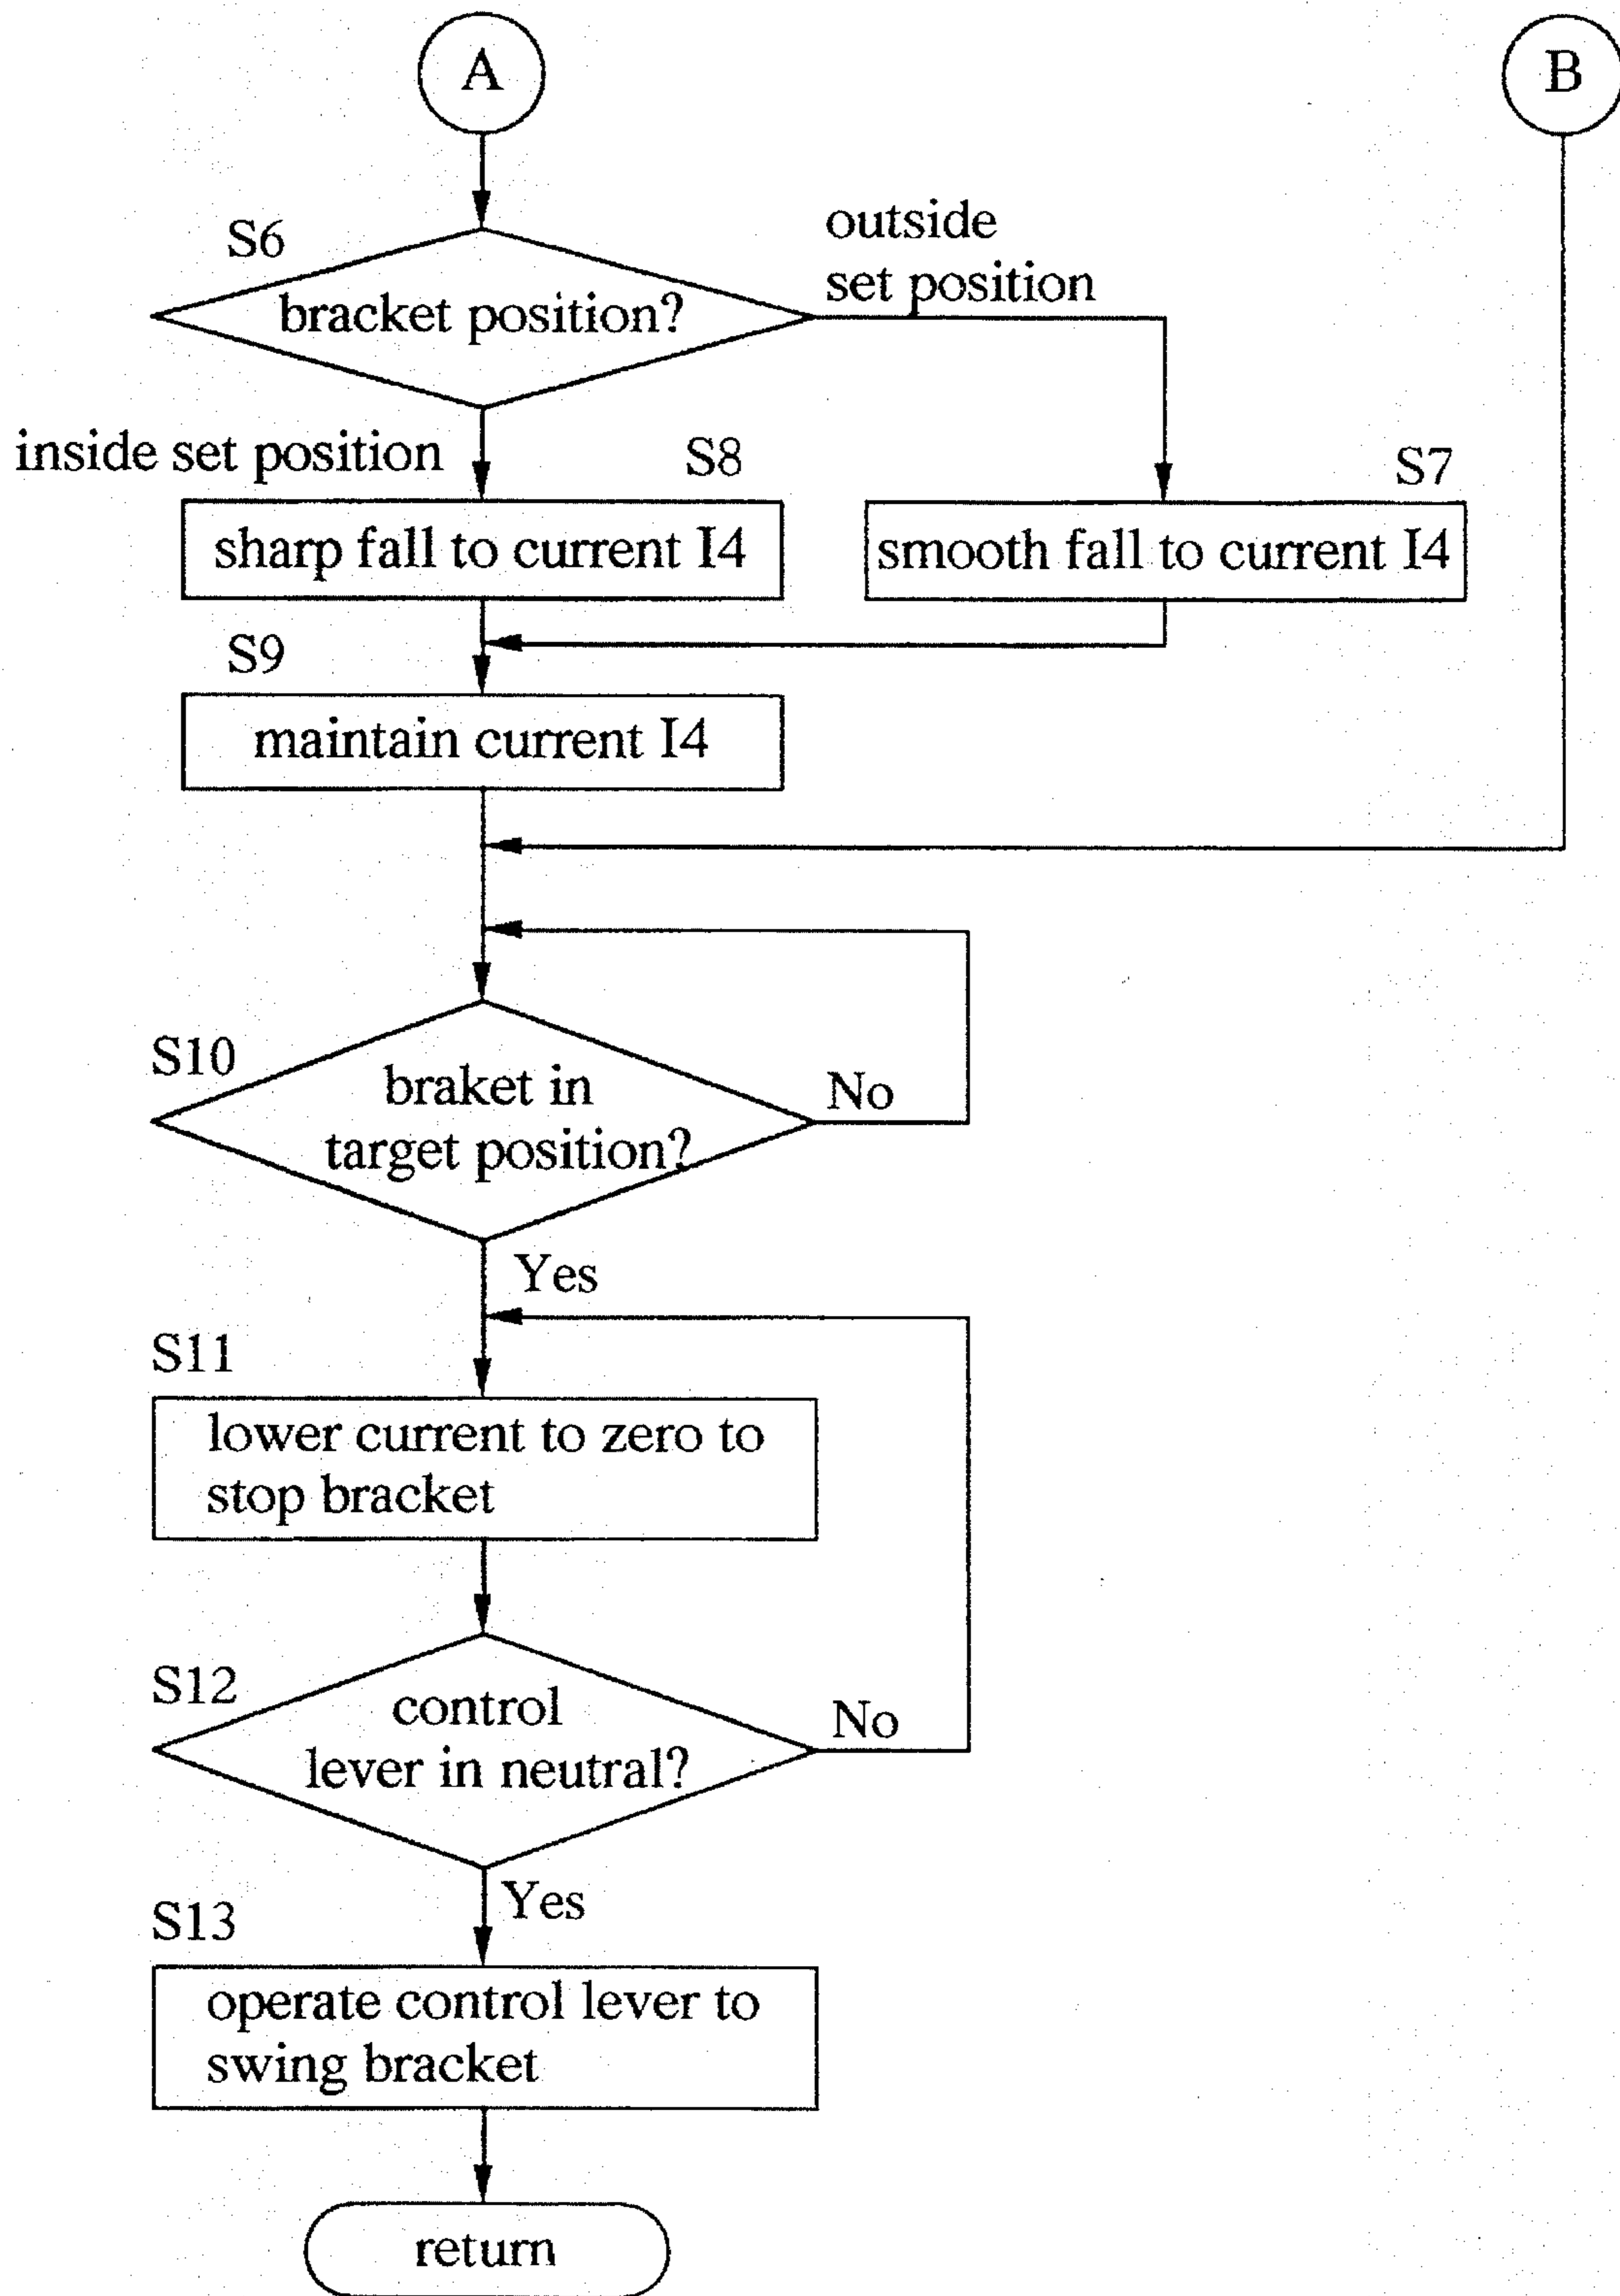 A
B
S6
outside
set position
bracket position?
inside set position
S8
S7
sharp fall to current I4
smooth fall to current I4
S9
maintain current I4
S10
braket in
target position?
No
Yes
S11
lower current to zero to
stop bracket
S12
control
lever in neutral?
No
Yes
S13
operate control lever to
swing bracket
return